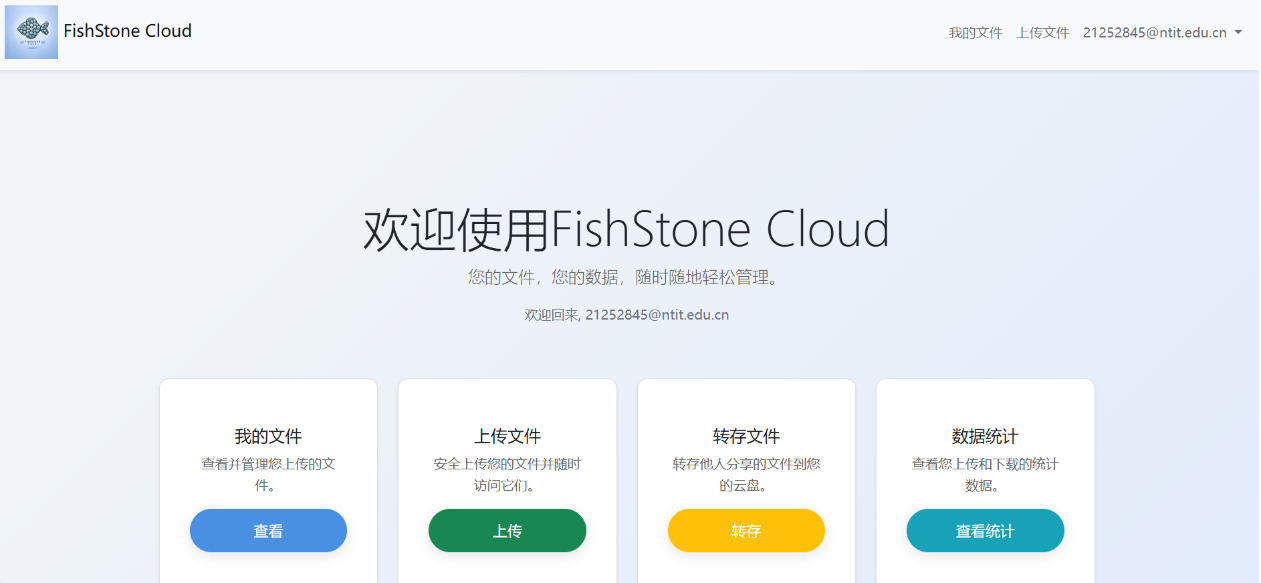 FishStone Cloud
我的文件 上传文件 21252845@ntit.edu.cn
欢迎使用FishStone Cloud
您的文件，您的数据，随时随地轻松管理。
欢迎回来, 21252845@ntit.edu.cn
我的文件
查看并管理您上传的文
件。
查看
上传文件
安全上传您的文件并随时
访问它们。
上传
转存文件
转存他人分享的文件到您
的云盘。
转存
数据统计
查看您上传和下载的统计
数据。
查看统计